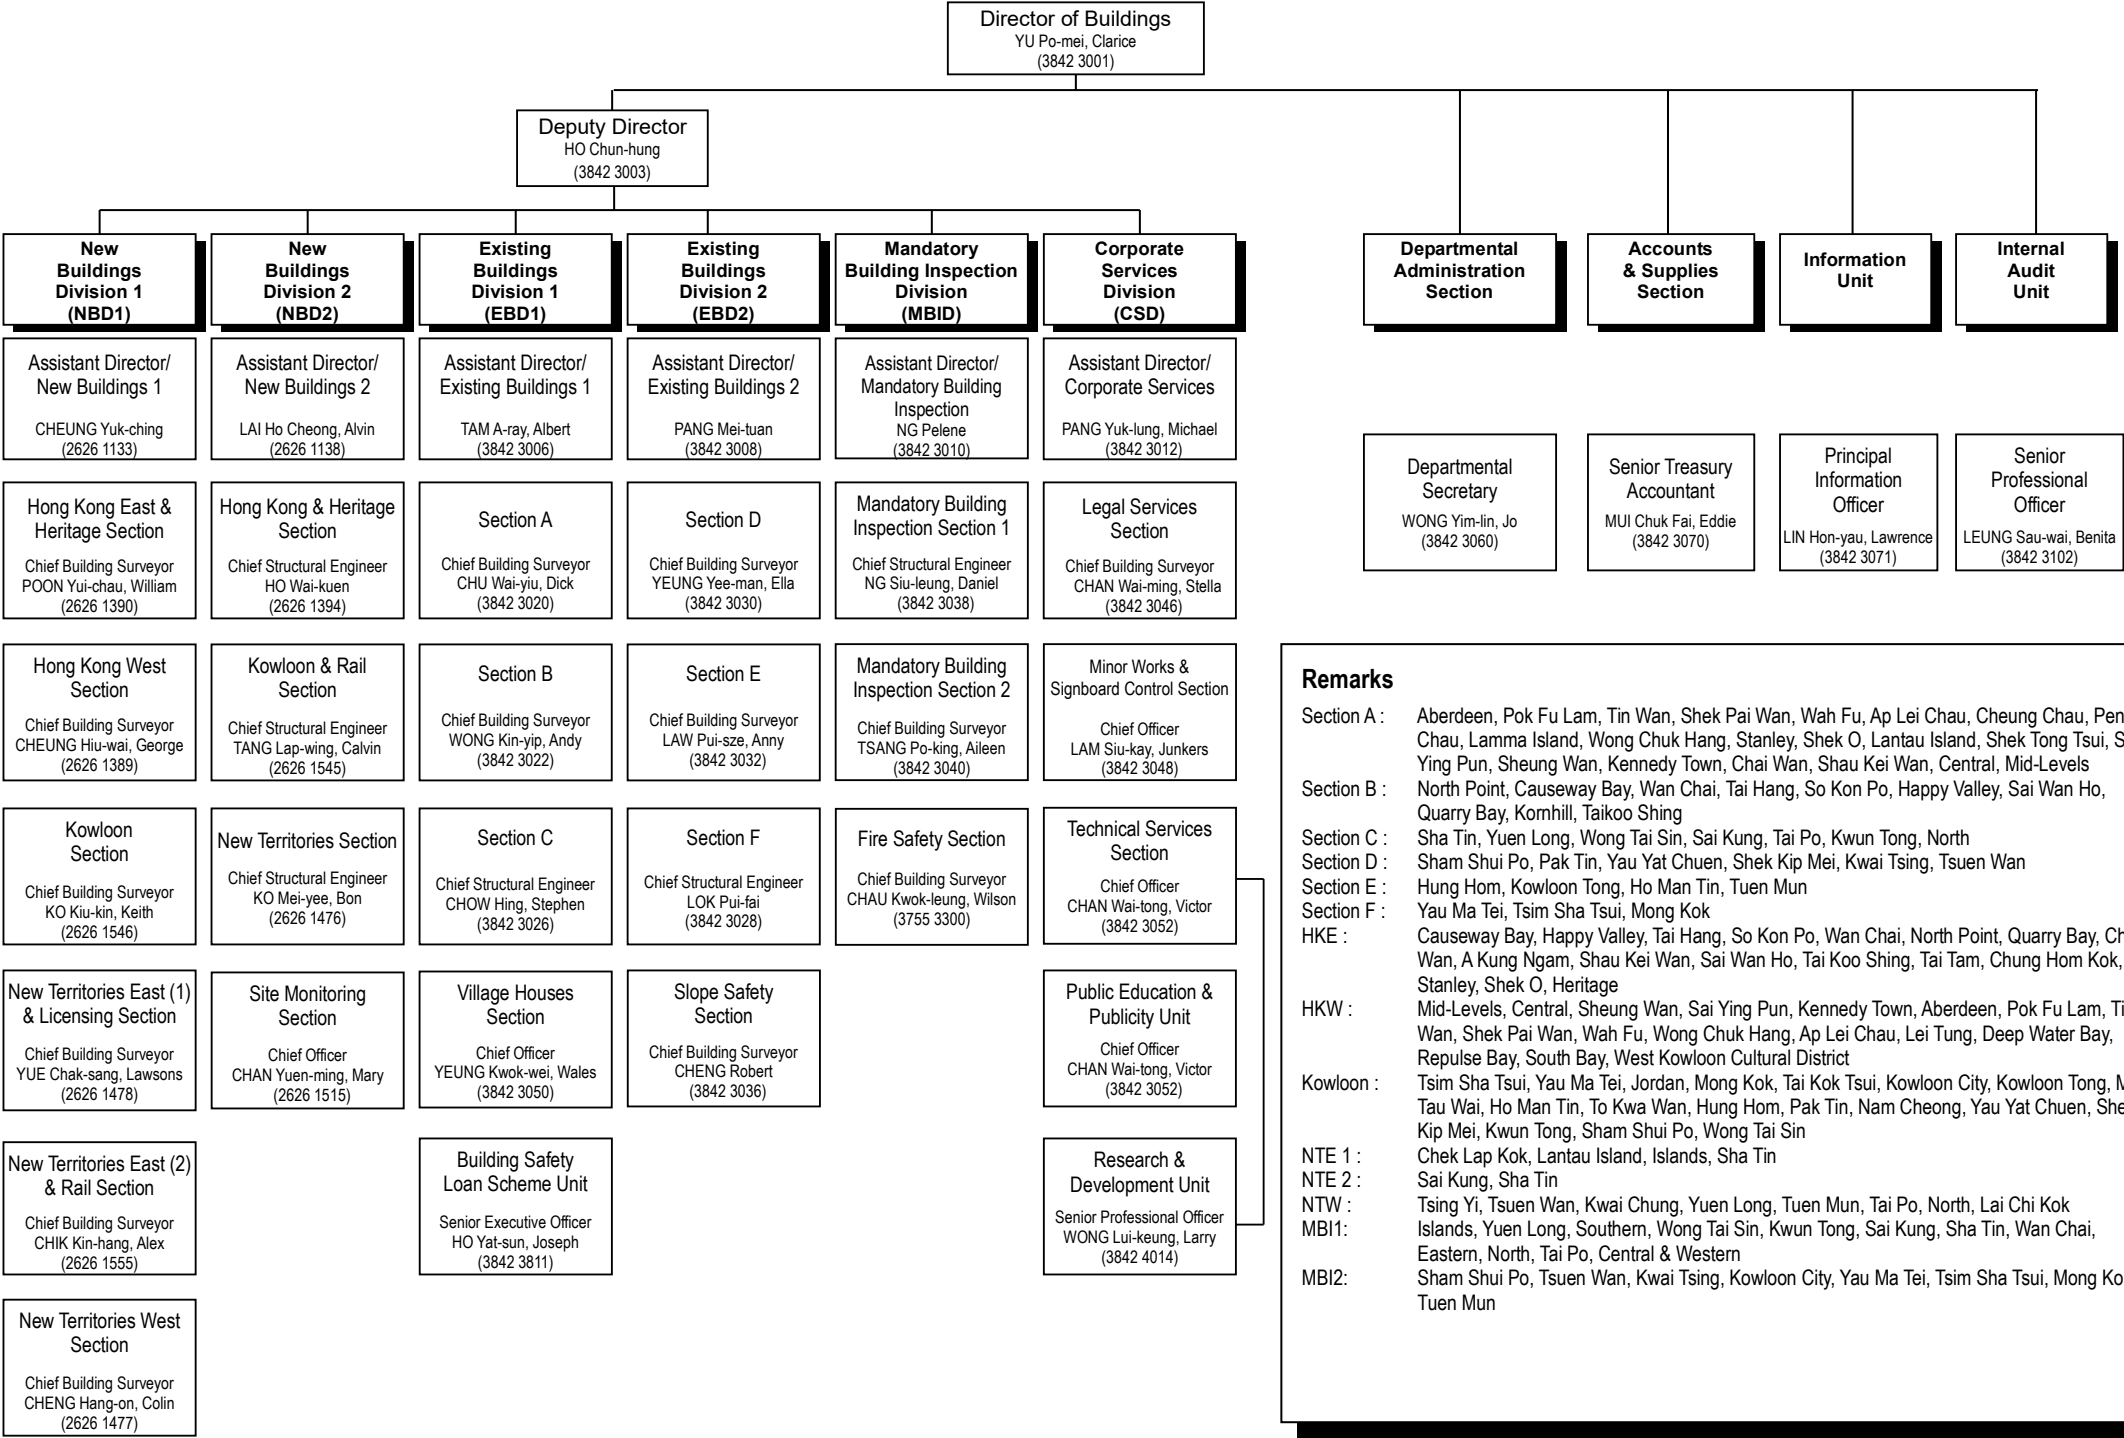 Director of Buildings
YU Po-mei, Clarice
(3842 3001)
Deputy Director
HO Chun-hung
(3842 3003)
New
Buildings
Division 1
(NBD1)
Assistant Director/
New Buildings 1
CHEUNG Yuk-ching
(2626 1133)
Hong Kong East &
Heritage Section
Chief Building Surveyor
POON Yui-chau, William
(2626 1390)
Hong Kong West
Section
Chief Building Surveyor
CHEUNG Hiu-wai, George
(2626 1389)
Kowloon
Section
Chief Building Surveyor
KO Kiu-kin, Keith
(2626 1546)
New Territories East (1)
& Licensing Section
Chief Building Surveyor
YUE Chak-sang, Lawsons
(2626 1478)
New Territories East (2)
& Rail Section
Chief Building Surveyor
CHIK Kin-hang, Alex
(2626 1555)
New Territories West
Section
Chief Building Surveyor
CHENG Hang-on, Colin
(2626 1477)
New
Buildings
Division 2
(NBD2)
Assistant Director/
New Buildings 2
LAI Ho Cheong, Alvin
(2626 1138)
Hong Kong & Heritage
Section
Chief Structural Engineer
HO Wai-kuen
(2626 1394)
Kowloon & Rail
Section
Chief Structural Engineer
TANG Lap-wing, Calvin
(2626 1545)
New Territories Section
Chief Structural Engineer
KO Mei-yee, Bon
(2626 1476)
Site Monitoring
Section
Chief Officer
CHAN Yuen-ming, Mary
(2626 1515)
Existing
Buildings
Division 1
(EBD1)
Assistant Director/
Existing Buildings 1
TAM A-ray, Albert
(3842 3006)
Section A
Chief Building Surveyor
CHU Wai-yiu, Dick
(3842 3020)
Section B
Chief Building Surveyor
WONG Kin-yip, Andy
(3842 3022)
Section C
Chief Structural Engineer
CHOW Hing, Stephen
(3842 3026)
Village Houses
Section
Chief Officer
YEUNG Kwok-wei, Wales
(3842 3050)
Building Safety
Loan Scheme Unit
Senior Executive Officer
HO Yat-sun, Joseph
(3842 3811)
Existing
Buildings
Division 2
(EBD2)
Assistant Director/
Existing Buildings 2
PANG Mei-tuan
(3842 3008)
Section D
Chief Building Surveyor
YEUNG Yee-man, Ella
(3842 3030)
Section E
Chief Building Surveyor
LAW Pui-sze, Anny
(3842 3032)
Section F
Chief Structural Engineer
LOK Pui-fai
(3842 3028)
Slope Safety
Section
Chief Building Surveyor
CHENG Robert
(3842 3036)
Mandatory
Building Inspection
Division
(MBID)
Assistant Director/
Mandatory Building
Inspection
NG Pelene
(3842 3010)
Mandatory Building
Inspection Section 1
Chief Structural Engineer
NG Siu-leung, Daniel
(3842 3038)
Mandatory Building
Inspection Section 2
Chief Building Surveyor
TSANG Po-king, Aileen
(3842 3040)
Fire Safety Section
Chief Building Surveyor
CHAU Kwok-leung, Wilson
(3755 3300)
Corporate
Services
Division
(CSD)
Assistant Director/
Corporate Services
PANG Yuk-lung, Michael
(3842 3012)
Legal Services
Section
Chief Building Surveyor
CHAN Wai-ming, Stella
(3842 3046)
Minor Works &
Signboard Control Section
Chief Officer
LAM Siu-kay, Junkers
(3842 3048)
Technical Services
Section
Chief Officer
CHAN Wai-tong, Victor
(3842 3052)
Public Education &
Publicity Unit
Chief Officer
CHAN Wai-tong, Victor
(3842 3052)
Research &
Development Unit
Senior Professional Officer
WONG Lui-keung, Larry
(3842 4014)
Departmental
Administration
Section
Departmental
Secretary
WONG Yim-lin, Jo
(3842 3060)
Accounts
& Supplies
Section
Senior Treasury
Accountant
MUI Chuk Fai, Eddie
(3842 3070)
Information
Unit
Principal
Information
Officer
LIN Hon-yau, Lawrence
(3842 3071)
Internal
Audit
Unit
Senior
Professional
Officer
LEUNG Sau-wai, Benita
(3842 3102)
Remarks
Section A : Aberdeen, Pok Fu Lam, Tin Wan, Shek Pai Wan, Wah Fu, Ap Lei Chau, Cheung Chau,
Chau, Lamma Island, Wong Chuk Hang, Stanley, Shek O, Lantau Island, Shek Tong Tsui,
Ying Pun, Sheung Wan, Kennedy Town, Chai Wan, Shau Kei Wan, Central, Mid-Levels
Section B : North Point, Causeway Bay, Wan Chai, Tai Hang, So Kon Po, Happy Valley, Sai Wan Ho,
Quarry Bay, Kornhill, Taikoo Shing
Section C : Sha Tin, Yuen Long, Wong Tai Sin, Sai Kung, Tai Po, Kwun Tong, North
Section D : Sham Shui Po, Pak Tin, Yau Yat Chuen, Shek Kip Mei, Kwai Tsing, Tsuen Wan
Section E : Hung Hom, Kowloon Tong, Ho Man Tin, Tuen Mun
Section F : Yau Ma Tei, Tsim Sha Tsui, Mong Kok
HKE : Causeway Bay, Happy Valley, Tai Hang, So Kon Po, Wan Chai, North Point, Quarry Bay,
Wan, A Kung Ngam, Shau Kei Wan, Sai Wan Ho, Tai Koo Shing, Tai Tam, Chung Hom Kok,
Stanley, Shek O, Heritage
HKW : Mid-Levels, Central, Sheung Wan, Sai Ying Pun, Kennedy Town, Aberdeen, Pok Fu Lam,
Wan, Shek Pai Wan, Wah Fu, Wong Chuk Hang, Ap Lei Chau, Lei Tung, Deep Water Bay,
Repulse Bay, South Bay, West Kowloon Cultural District
Kowloon : Tsim Sha Tsui, Yau Ma Tei, Jordan, Mong Kok, Tai Kok Tsui, Kowloon City, Kowloon Tong,
Tau Wai, Ho Man Tin, To Kwa Wan, Hung Hom, Pak Tin, Nam Cheong, Yau Yat Chuen,
Kip Mei, Kwun Tong, Sham Shui Po, Wong Tai Sin
NTE 1 : Chek Lap Kok, Lantau Island, Islands, Sha Tin
NTE 2 : Sai Kung, Sha Tin
NTW : Tsing Yi, Tsuen Wan, Kwai Chung, Yuen Long, Tuen Mun, Tai Po, North, Lai Chi Kok
MBI1: Islands, Yuen Long, Southern, Wong Tai Sin, Kwun Tong, Sai Kung, Sha Tin, Wan Chai,
Eastern, North, Tai Po, Central & Western
MBI2: Sham Shui Po, Tsuen Wan, Kwai Tsing, Kowloon City, Yau Ma Tei, Tsim Sha Tsui, Mong
Tuen Mun